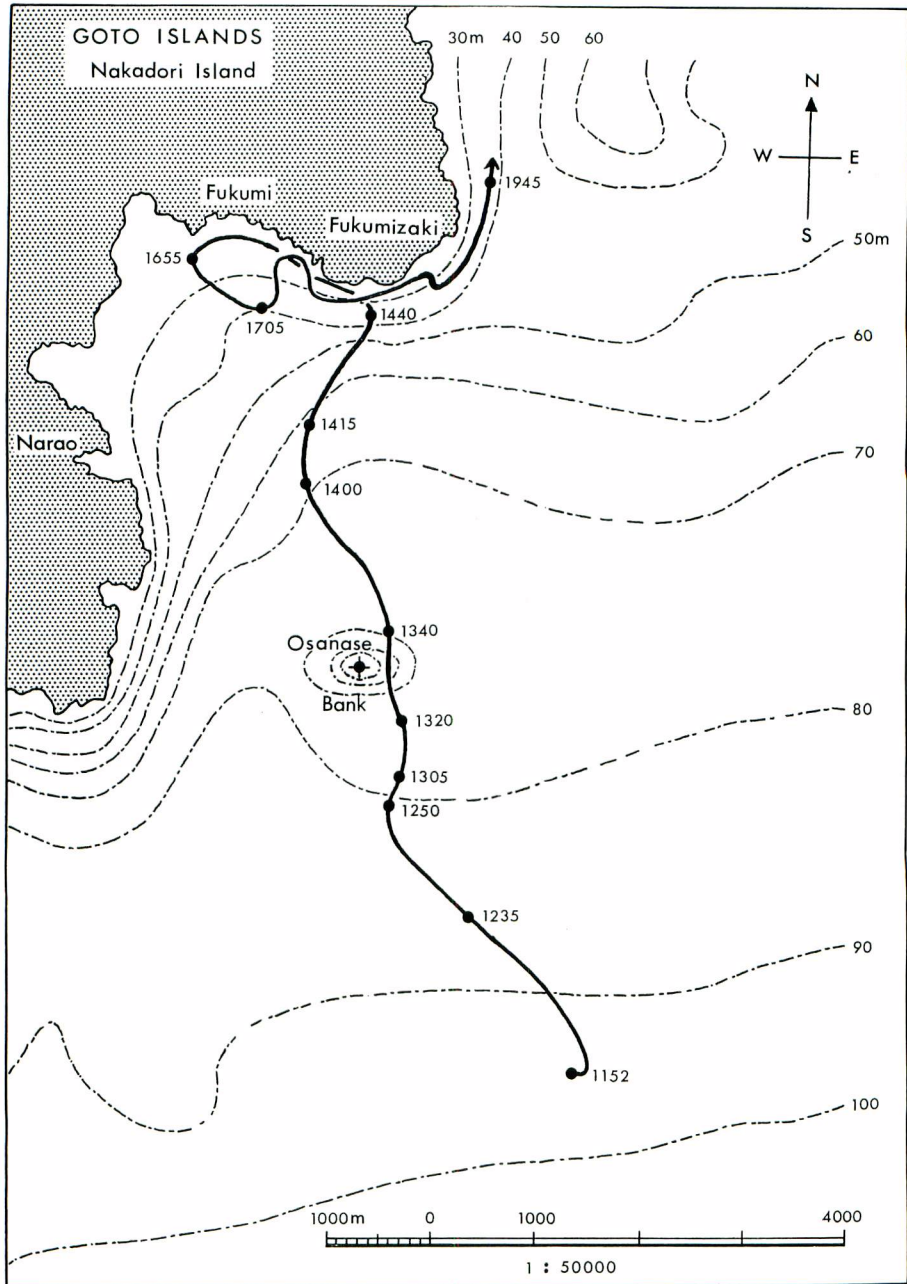 GOTO ISLANDS
Nakadori Island
30m 40 50 60
N
W E
S
Fukumi
Fukumizaki
1945
1655
50m
1705
1440
60
1415
Narao
70
1400
1340
Osanase
Bank
1320
80
1305
1250
1235
90
1152
100
1000m 0 1000 4000
1 : 50000